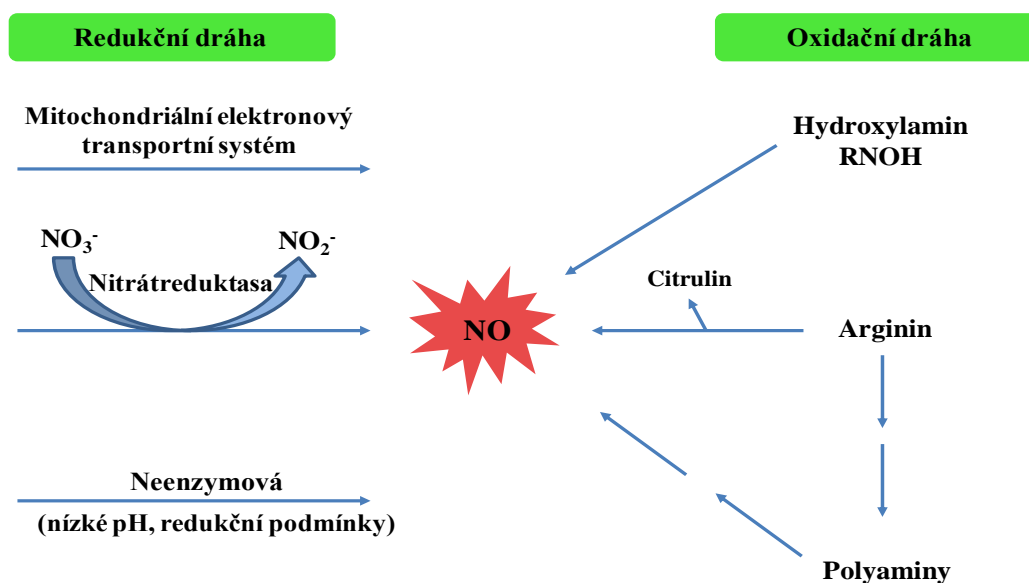 Redukční dráha
Oxidační dráha
Mitochondriální elektronový
transportní systém
Hydroxylamin
RNOH
NO₃⁻
NO₂⁻
Nitrátreduktasa
Citrulin
NO
Arginin
Neenzymová
(nízké pH, redukční podmínky)
Polyaminy